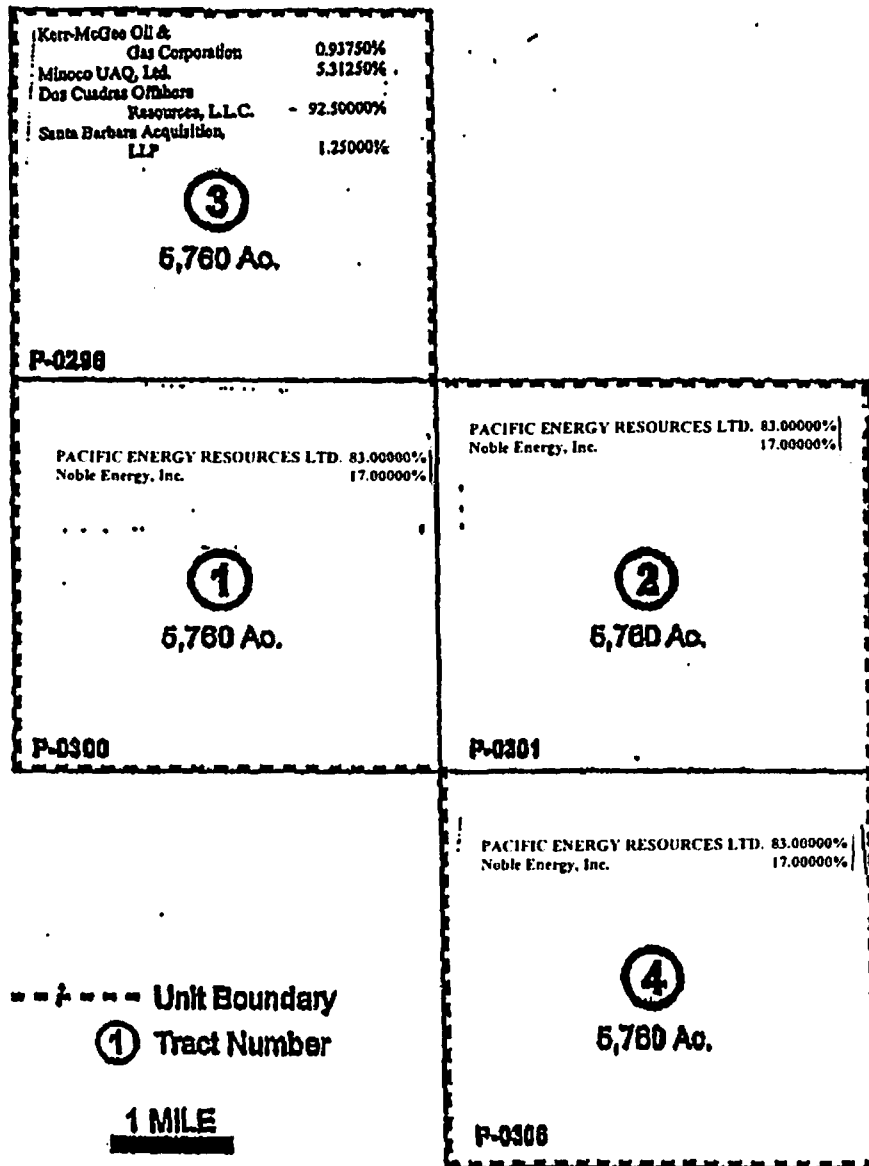 Kerr-McGee Oil &
Gas Corporation 0.93750%
Minoco UAQ, Ltd. 5.31250%
Dos Cuadras Offshore
Resources, L.L.C. - 92.50000%
Santa Barbara Acquisition,
LLP 1.25000%
3
5,760 Ac.
P-0296
PACIFIC ENERGY RESOURCES LTD. 83.00000%
Noble Energy, Inc. 17.00000%
1
5,760 Ac.
P-0300
PACIFIC ENERGY RESOURCES LTD. 83.00000%
Noble Energy, Inc. 17.00000%
2
5,760 Ac.
P-0301
PACIFIC ENERGY RESOURCES LTD. 83.00000%
Noble Energy, Inc. 17.00000%
4
5,760 Ac.
P-0306
Unit Boundary
1 Tract Number
1 MILE